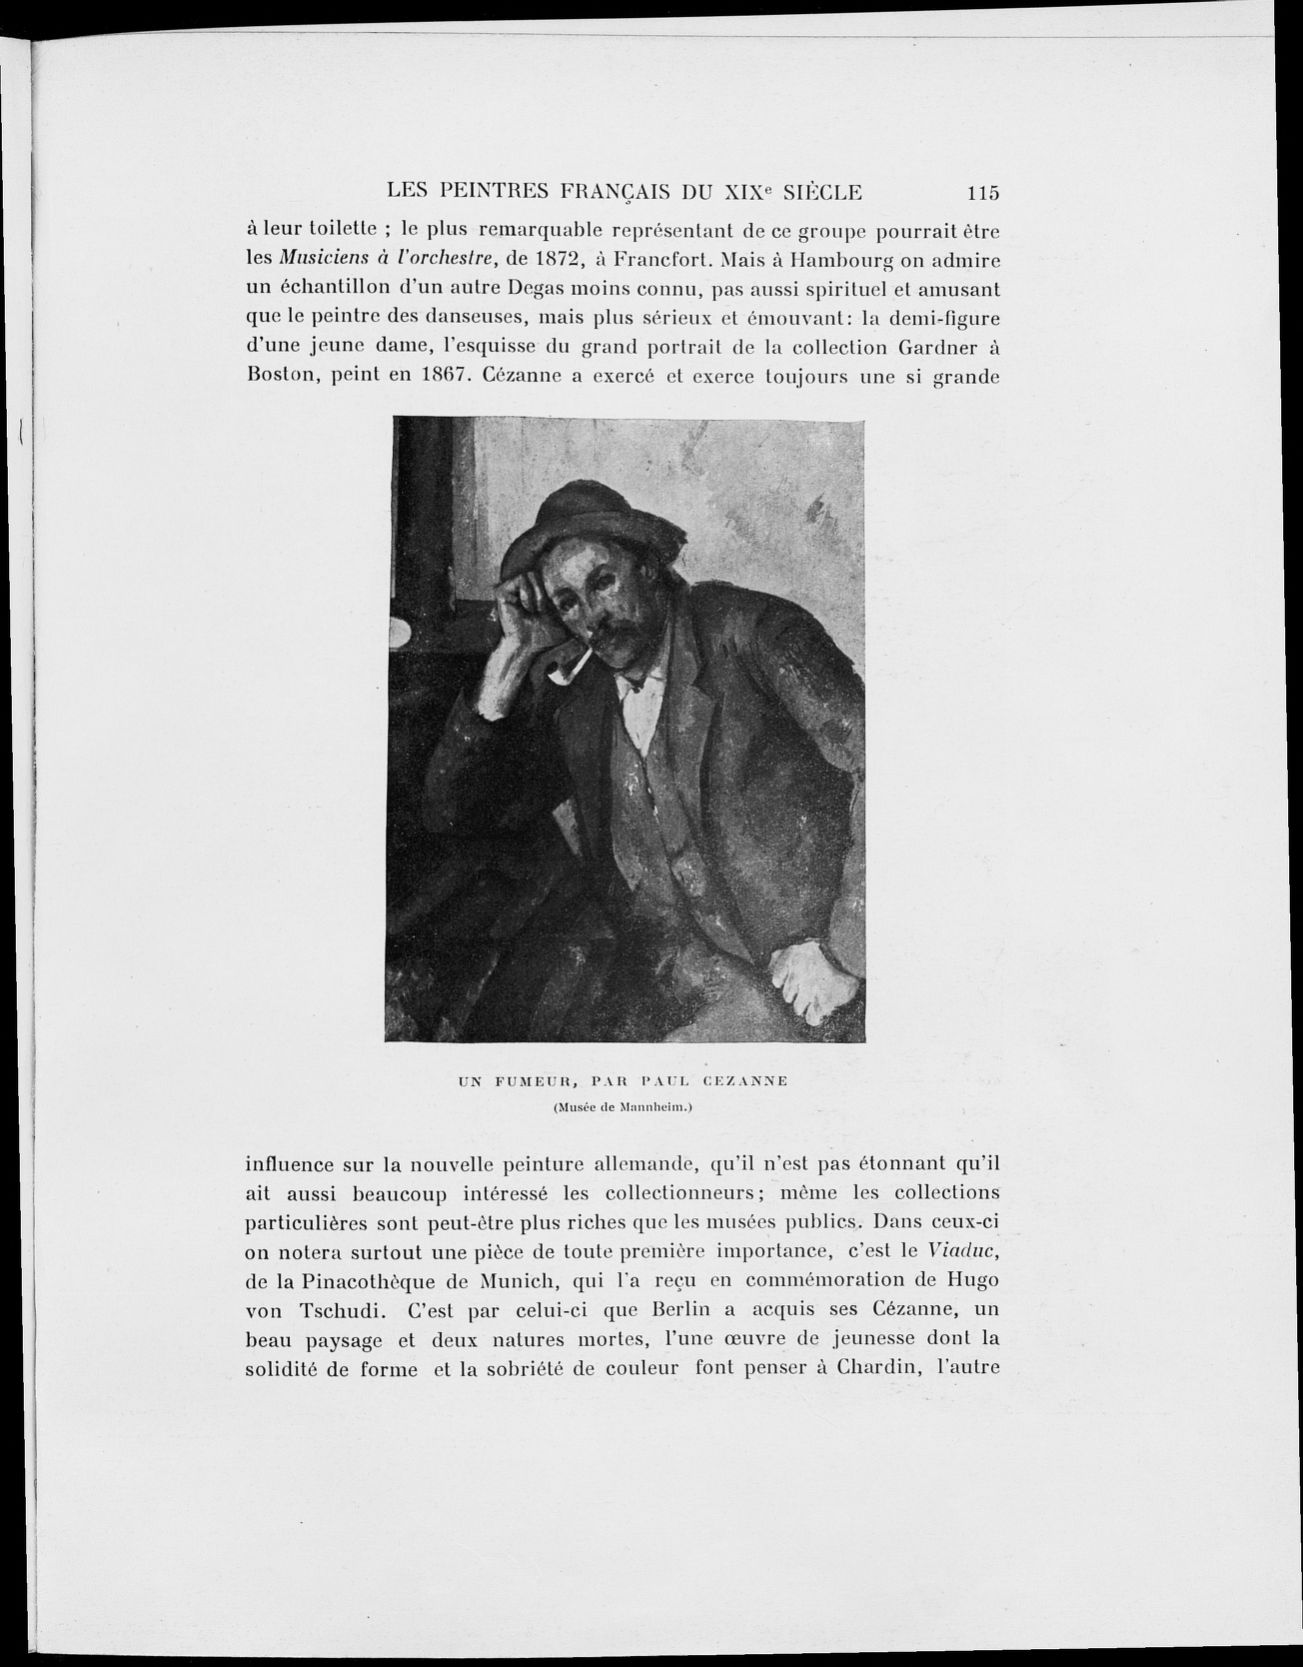 LES PEINTRES FRANÇAIS DU XIXe SIÈCLE 115
à leur toilette ; le plus remarquable représentant de ce groupe pourrait être
les Musiciens à l'orchestre, de 1872, à Francfort. Mais à Hambourg on admire
un échantillon d'un autre Degas moins connu, pas aussi spirituel et amusant
que le peintre des danseuses, mais plus sérieux et émouvant: la demi-figure
d'une jeune dame, l'esquisse du grand portrait de la collection Gardner à
Boston, peint en 1867. Cézanne a exercé et exerce toujours une si grande
UN FUMEUR, PAR PAUL CEZANNE
(Musée de Mannheim.)
influence sur la nouvelle peinture allemande, qu'il n'est pas étonnant qu'il
ait aussi beaucoup intéressé les collectionneurs; même les collections
particulières sont peut-être plus riches que les musées publics. Dans ceux-ci
on notera surtout une pièce de toute première importance, c'est le Viaduc,
de la Pinacothèque de Munich, qui l'a reçu en commémoration de Hugo
von Tschudi. C'est par celui-ci que Berlin a acquis ses Cézanne, un
beau paysage et deux natures mortes, l'une œuvre de jeunesse dont la
solidité de forme et la sobriété de couleur font penser à Chardin, l'autre